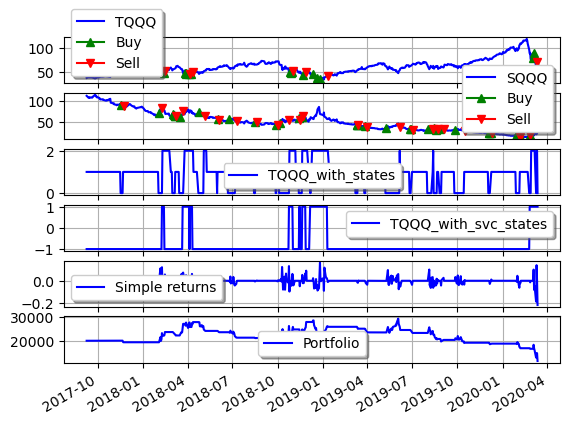 TQQQ
Buy
Sell
100
50
SQQQ
Buy
Sell
100
50
2
TQQQ_with_states
0
1
TQQQ_with_svc_states
0
−1
0.0
Simple returns
−0.2
30000
Portfolio
20000
2017-10 2018-01 2018-04 2018-07 2018-10 2019-01 2019-04 2019-07 2019-10 2020-01 2020-04